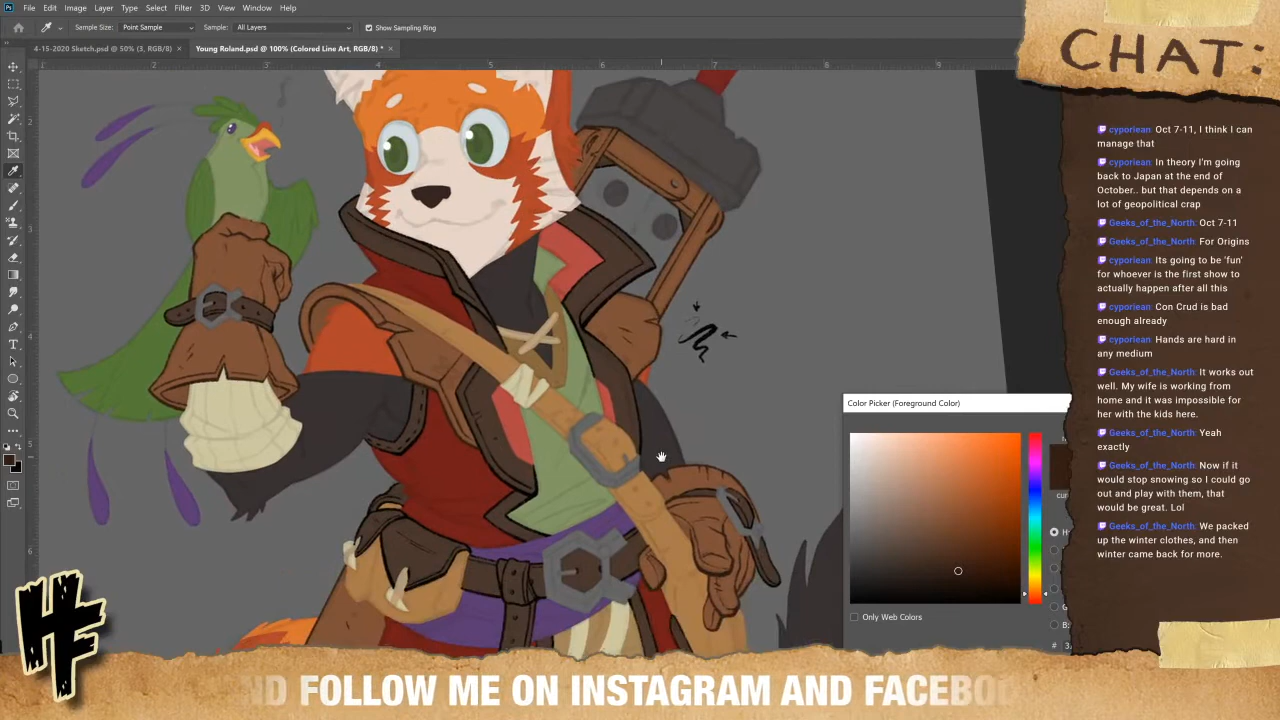 File Edit Image Layer Type Select Filter 3D View Window Help
Sample Size: Point Sample Sample: All Layers Show Sampling Ring
4-15-2020 Sketch.psd @ 50% (3, RGB/8) × Young Roland.psd @ 100% (Colored Line Art, RGB/8) * ×
CHAT:
cyporiean: Oct 7-11, I think I can
manage that
cyporiean: In theory I'm going
back to Japan at the end of
October.. but that depends on a
lot of geopolitical crap
Geeks_of_the_North: Oct 7-11
Geeks_of_the_North: For Origins
cyporiean: Its going to be 'fun'
for whoever is the first show to
actually happen after all this
cyporiean: Con Crud is bad
enough already
cyporiean: Hands are hard in
any medium
Geeks_of_the_North: It works out
well. My wife is working from
home and it was impossible for
her with the kids here.
Geeks_of_the_North: Yeah
exactly
Geeks_of_the_North: Now if it
would stop snowing so I could go
out and play with them, that
would be great. Lol
Geeks_of_the_North: We packed
up the winter clothes, and then
winter came back for more.
Color Picker (Foreground Color)
Only Web Colors
HF
ND FOLLOW ME ON INSTAGRAM AND FACEBOO